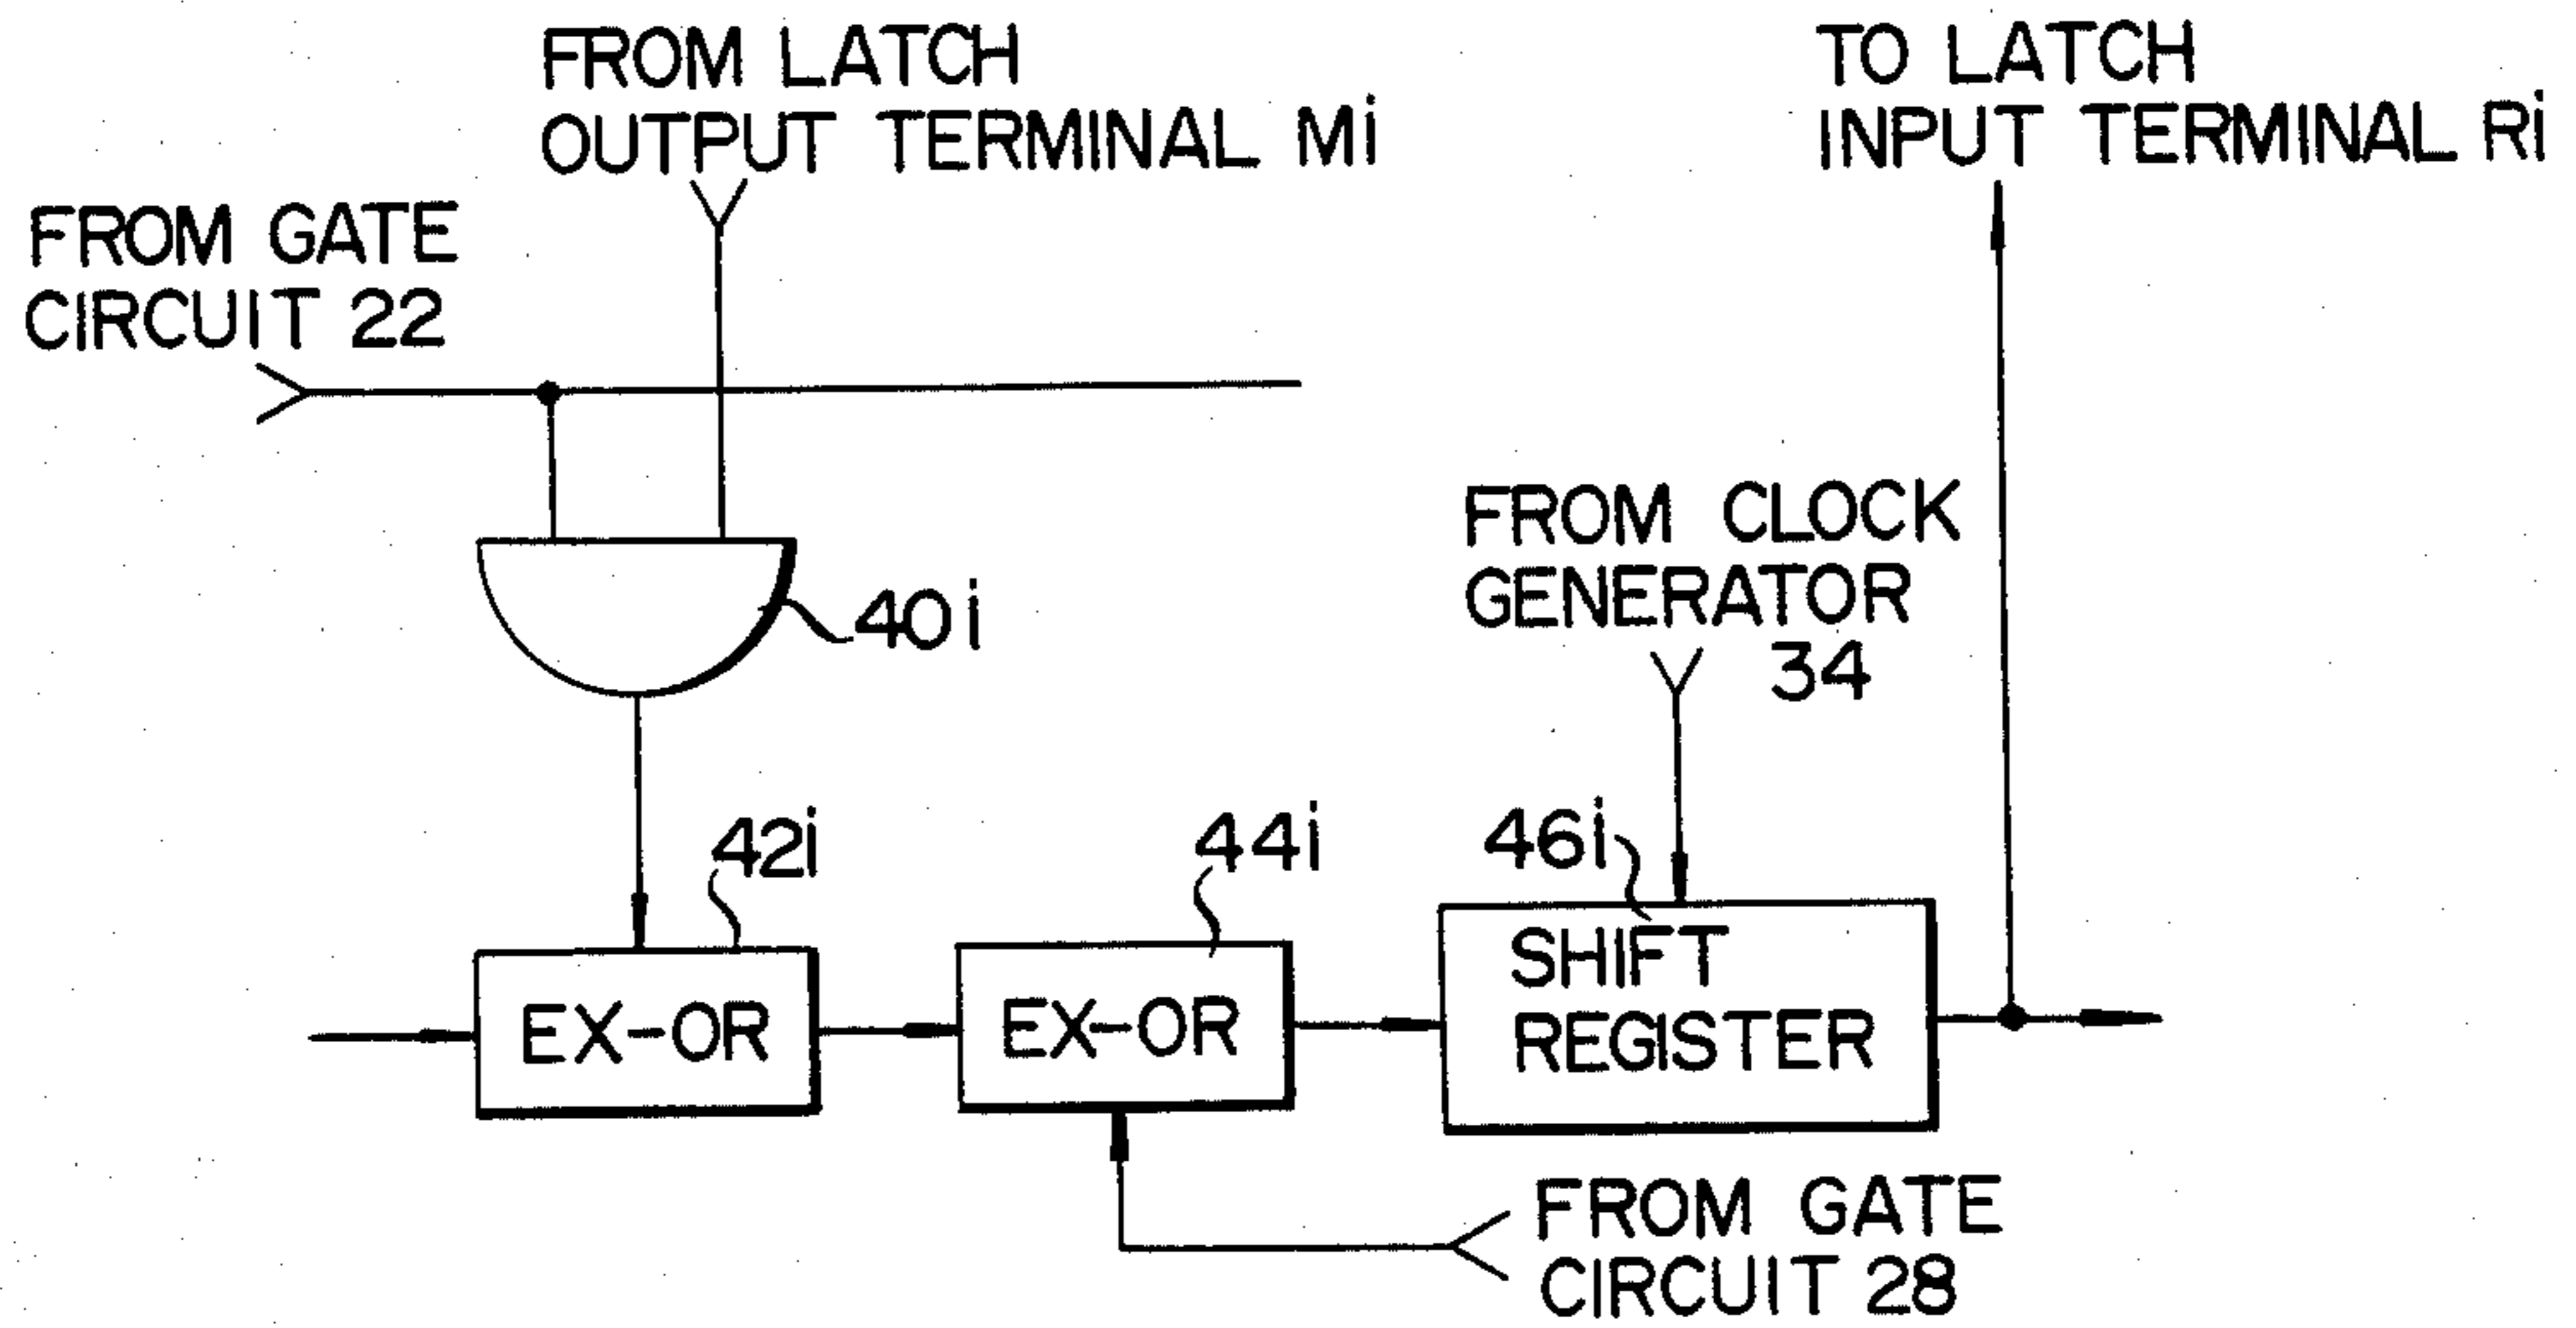 FROM LATCH
OUTPUT TERMINAL Mi
TO LATCH
INPUT TERMINAL Ri
FROM GATE
CIRCUIT 22
FROM CLOCK
GENERATOR
34
40i
42i
44i
46i
EX-OR
EX-OR
SHIFT
REGISTER
FROM GATE
CIRCUIT 28